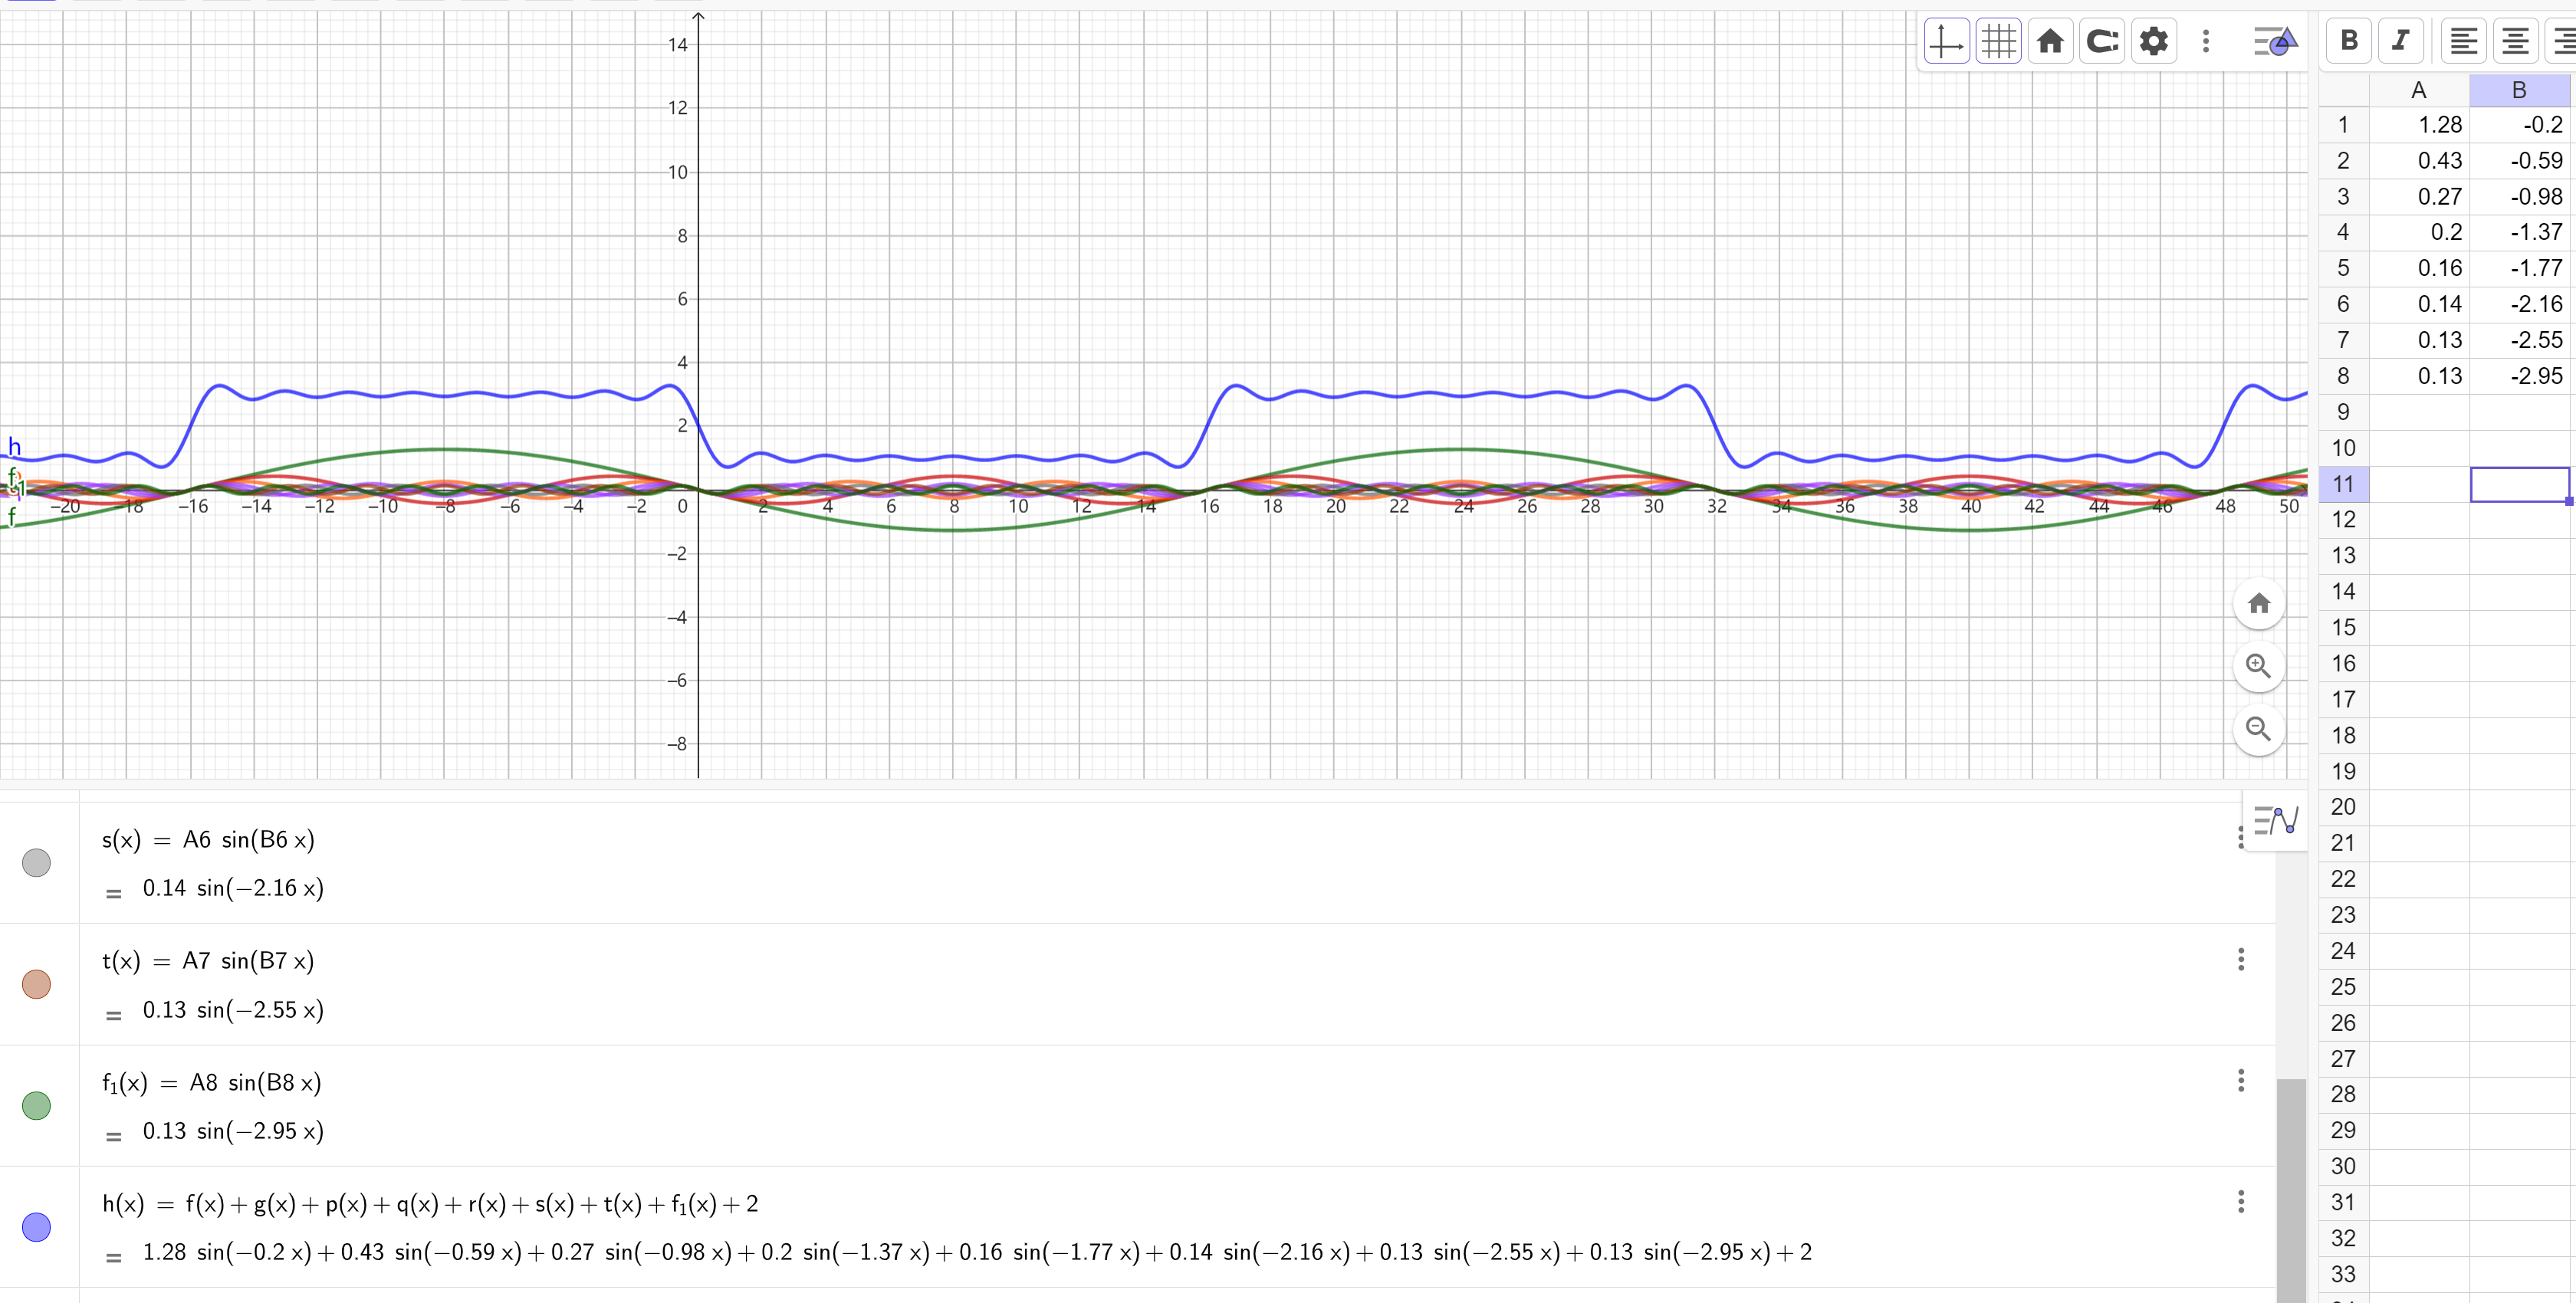 14
12
10
8
6
4
2
−2
−4
−6
−8
−20 −18 −16 −14 −12 −10 −8 −6 −4 −2 0 2 4 6 8 10 12 14 16 18 20 22 24 26 28 30 32 34 36 38 40 42 44 46 48 50
h
f
f
s(x) = A6 sin(B6 x)
= 0.14 sin(−2.16 x)
t(x) = A7 sin(B7 x)
= 0.13 sin(−2.55 x)
f₁(x) = A8 sin(B8 x)
= 0.13 sin(−2.95 x)
h(x) = f(x) + g(x) + p(x) + q(x) + r(x) + s(x) + t(x) + f₁(x) + 2
= 1.28 sin(−0.2 x) + 0.43 sin(−0.59 x) + 0.27 sin(−0.98 x) + 0.2 sin(−1.37 x) + 0.16 sin(−1.77 x) + 0.14 sin(−2.16 x) + 0.13 sin(−2.55 x) + 0.13 sin(−2.95 x) + 2
B I
A B
1 1.28 -0.2
2 0.43 -0.59
3 0.27 -0.98
4 0.2 -1.37
5 0.16 -1.77
6 0.14 -2.16
7 0.13 -2.55
8 0.13 -2.95
9
10
11
12
13
14
15
16
17
18
19
20
21
22
23
24
25
26
27
28
29
30
31
32
33